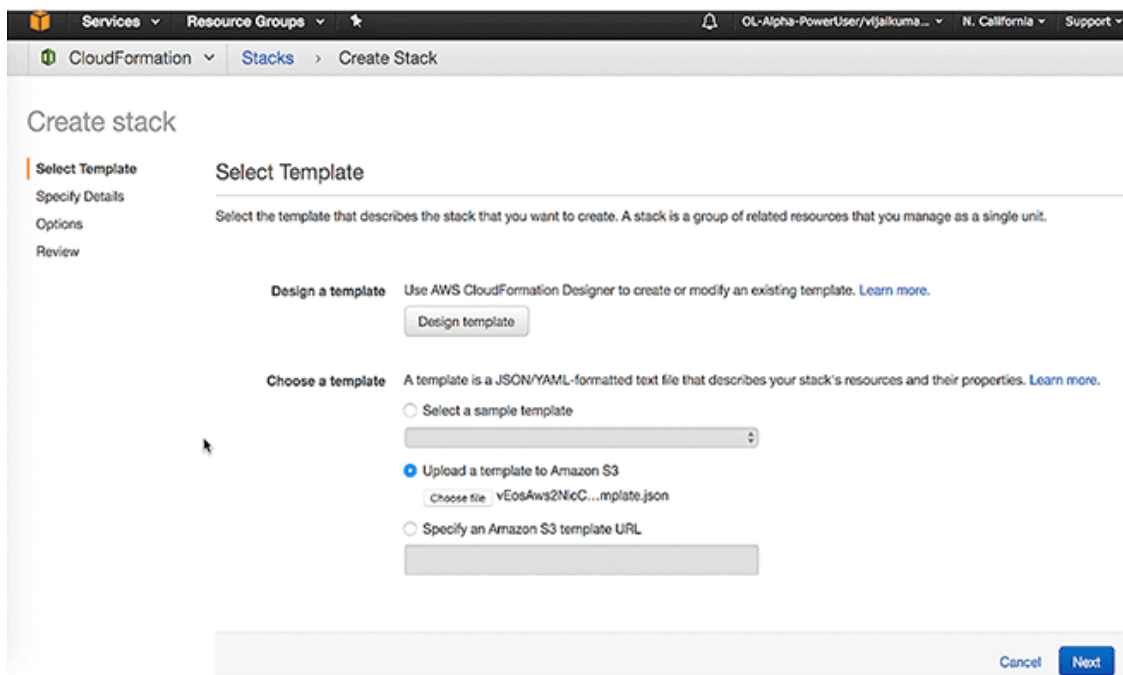 Services Resource Groups OL-Alpha-PowerUser/vijaikuma... N. California Support
CloudFormation Stacks > Create Stack
Create stack
Select Template
Specify Details
Options
Review
Select Template
Select the template that describes the stack that you want to create. A stack is a group of related resources that you manage as a single unit.
Design a template Use AWS CloudFormation Designer to create or modify an existing template. Learn more.
Design template
Choose a template A template is a JSON/YAML-formatted text file that describes your stack's resources and their properties. Learn more.
Select a sample template
Upload a template to Amazon S3
Choose file vEosAws2NicC...mplate.json
Specify an Amazon S3 template URL
Cancel Next